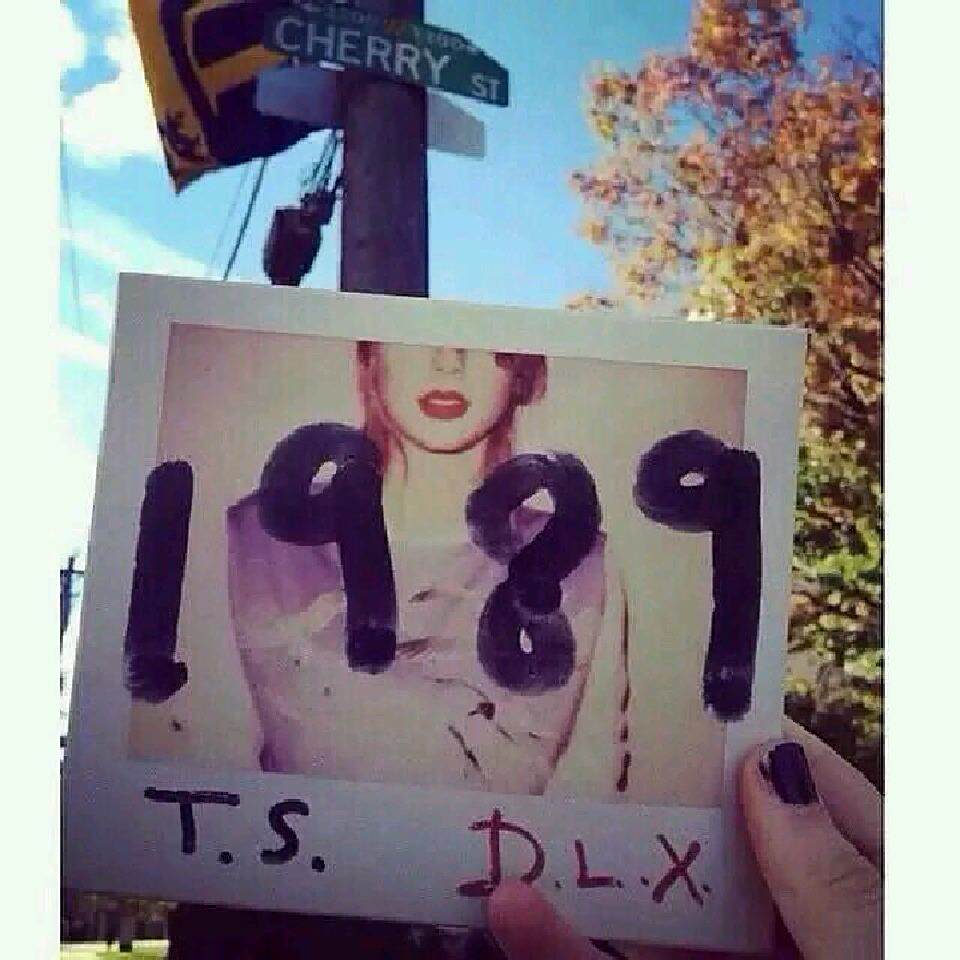 CHERRY ST
1989
T.S. D.L.X.